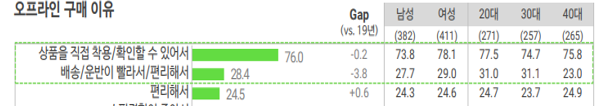 오프라인 구매 이유 Gap 남성 여성 20대 30대 40대
(vs. 19년) (382) (411) (271) (257) (265)
상품을 직접 착용/확인할 수 있어서 76.0 -0.2 73.8 78.1 77.5 74.7 75.8
배송/운반이 빨라서/편리해서 28.4 -3.8 27.7 29.0 31.0 31.1 23.0
편리해서 24.5 +0.6 24.3 24.6 24.7 23.7 24.9